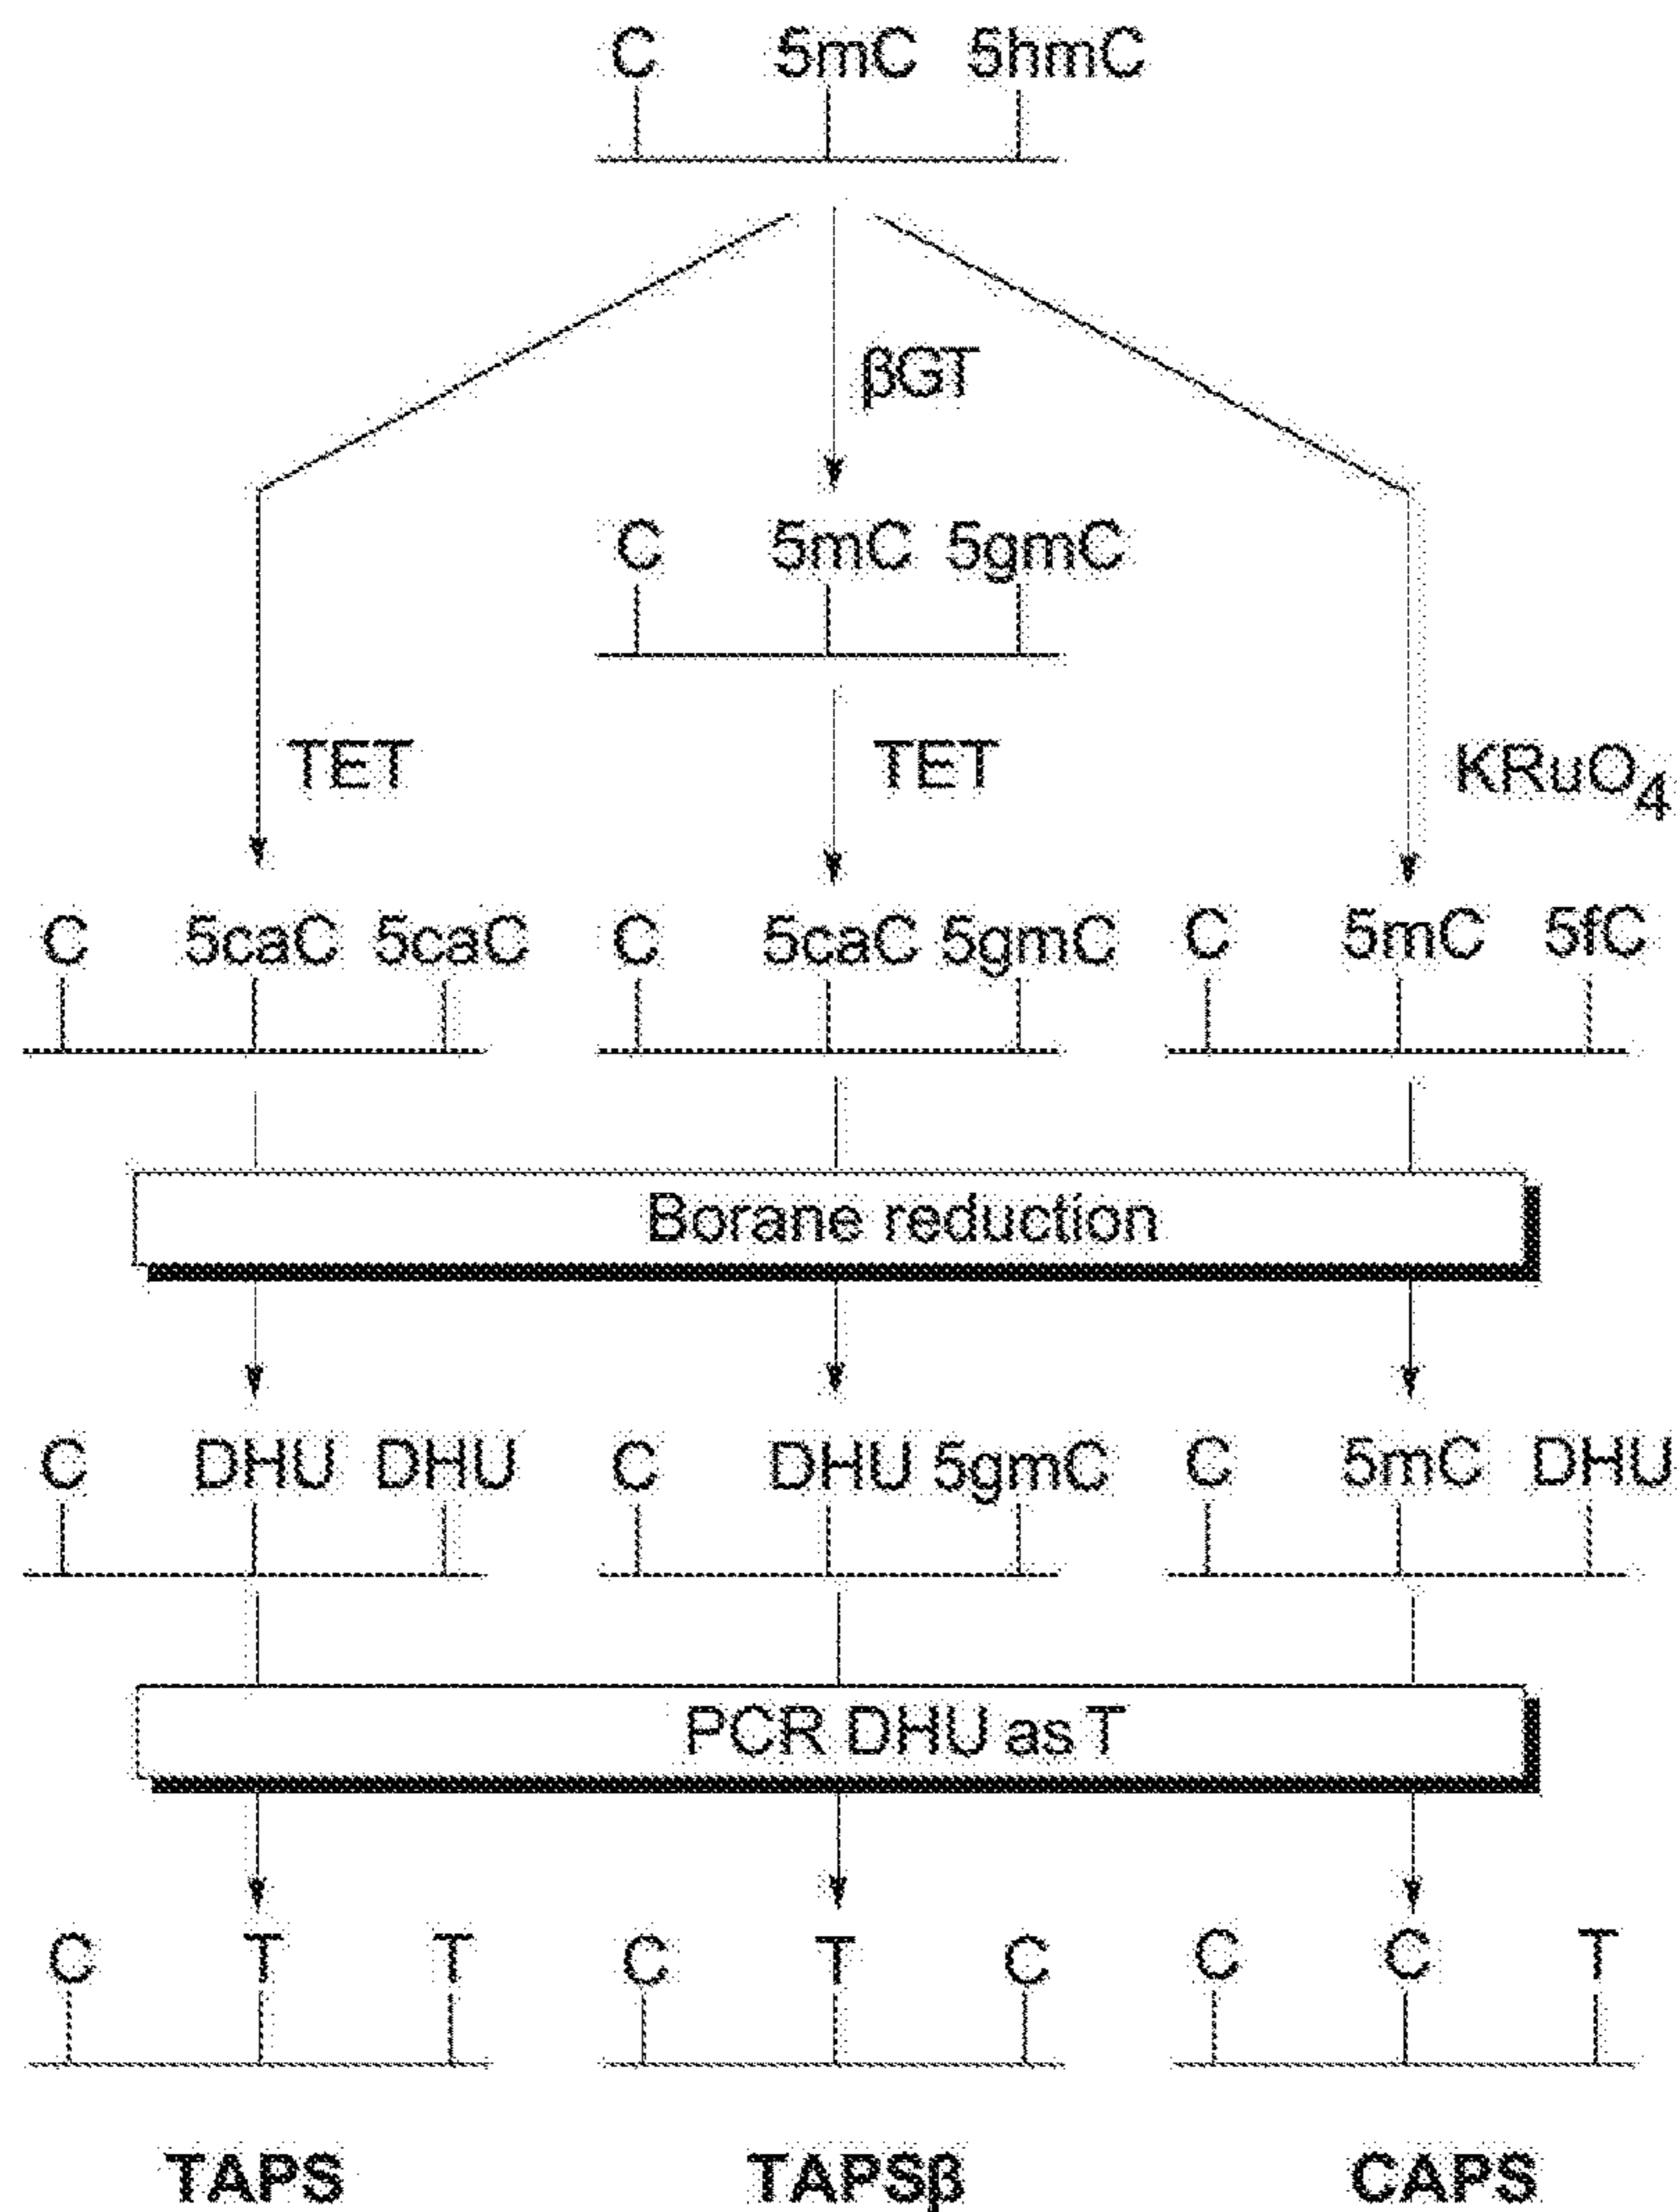 C 5mC 5hmC
βGT
C 5mC 5gmC
TET TET KRuO4
C 5caC 5caC C 5caC 5gmC C 5mC 5fC
Borane reduction
C DHU DHU C DHU 5gmC C 5mC DHU
PCR DHU as T
C T T C T C C C T
TAPS TAPSβ CAPS